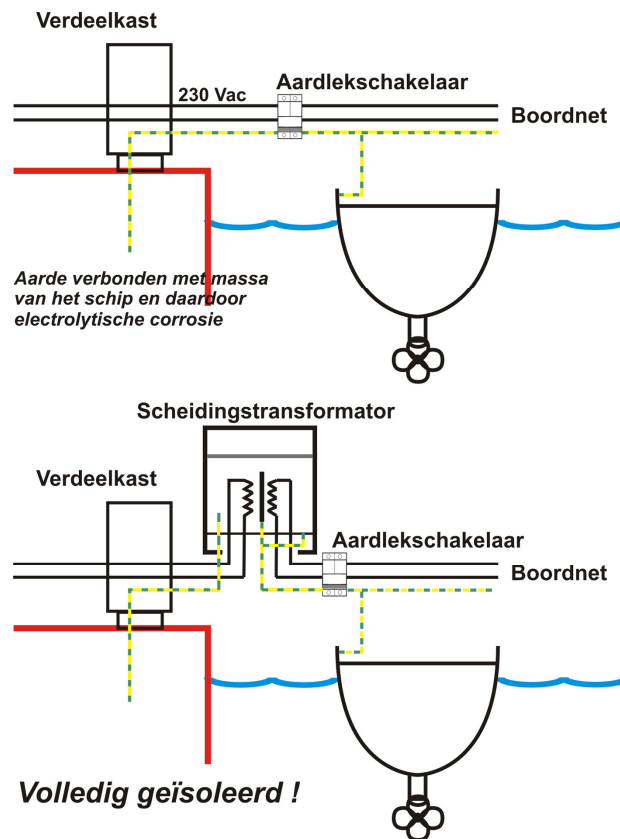 Verdeelkast
230 Vac
Aardlekschakelaar
Boordnet
Aarde verbonden met massa
van het schip en daardoor
electrolytische corrosie
Scheidingstransformator
Verdeelkast
Aardlekschakelaar
Boordnet
Volledig geïsoleerd !